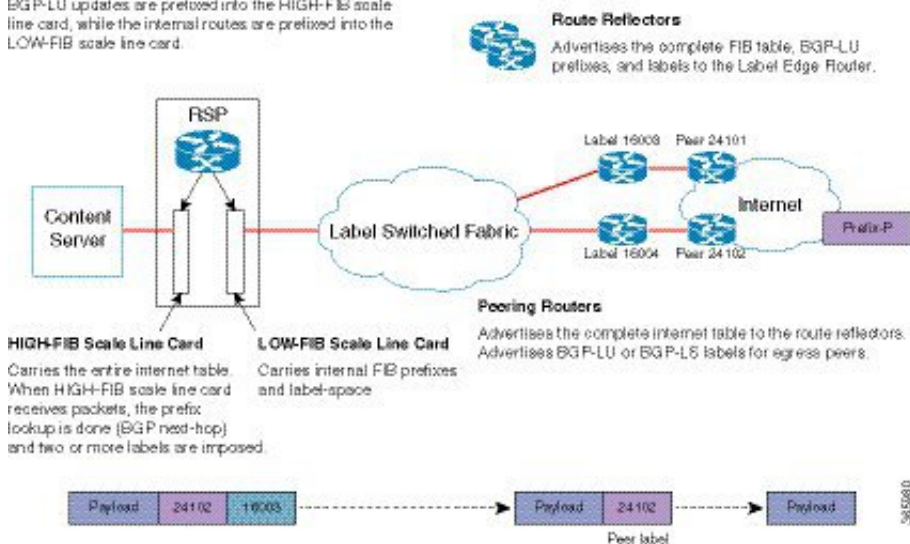 BGP-LU updates are prefixed into the HIGH-FIB scale
line card, while the internal routes are prefixed into the
LOW-FIB scale line card.
Route Reflectors
Advertises the complete FIB table, BGP-LU
prefixes, and labels to the Label Edge Router.
RSP
Label 16003 Peer 24101
Content
Server
Label Switched Fabric
Internet
Prefix-P
Label 16004 Peer 24102
Peering Routers
Advertises the complete internet table to the route reflectors.
Advertises BGP-LU or BGP-LS labels for egress peers.
HIGH-FIB Scale Line Card
Carries the entire internet table.
When HIGH-FIB scale line card
receives packets, the prefix
lookup is done (BGP next-hop)
and two or more labels are imposed.
LOW-FIB Scale Line Card
Carries internal FIB prefixes
and label-space
Payload 24102 16003
Payload 24102
Payload
Peer label
365980